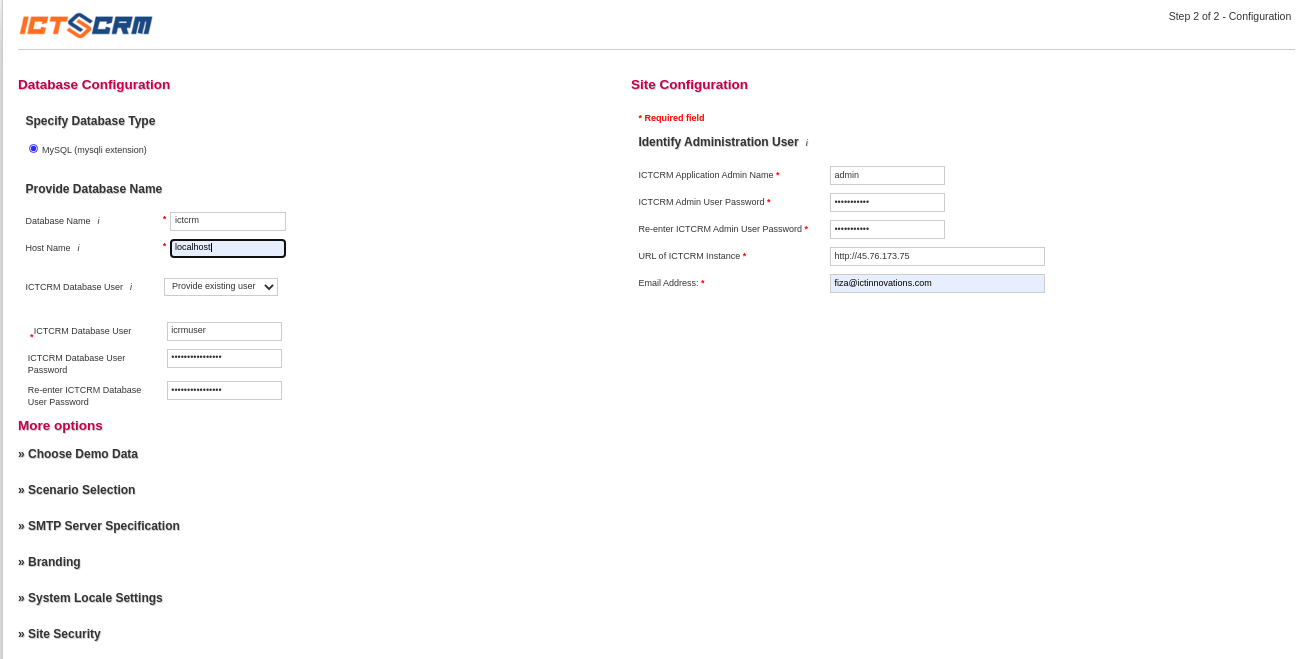 ICTCRM
Step 2 of 2 - Configuration
Database Configuration
Specify Database Type
MySQL (mysqli extension)
Provide Database Name
Database Name i * ictcrm
Host Name i * localhost
ICTCRM Database User i Provide existing user
* ICTCRM Database User icrmuser
ICTCRM Database User
Password ••••••••••••••••
Re-enter ICTCRM Database
User Password ••••••••••••••••
More options
» Choose Demo Data
» Scenario Selection
» SMTP Server Specification
» Branding
» System Locale Settings
» Site Security
Site Configuration
* Required field
Identify Administration User i
ICTCRM Application Admin Name * admin
ICTCRM Admin User Password * •••••••••••
Re-enter ICTCRM Admin User Password * •••••••••••
URL of ICTCRM Instance * http://45.76.173.75
Email Address: * fiza@ictinnovations.com